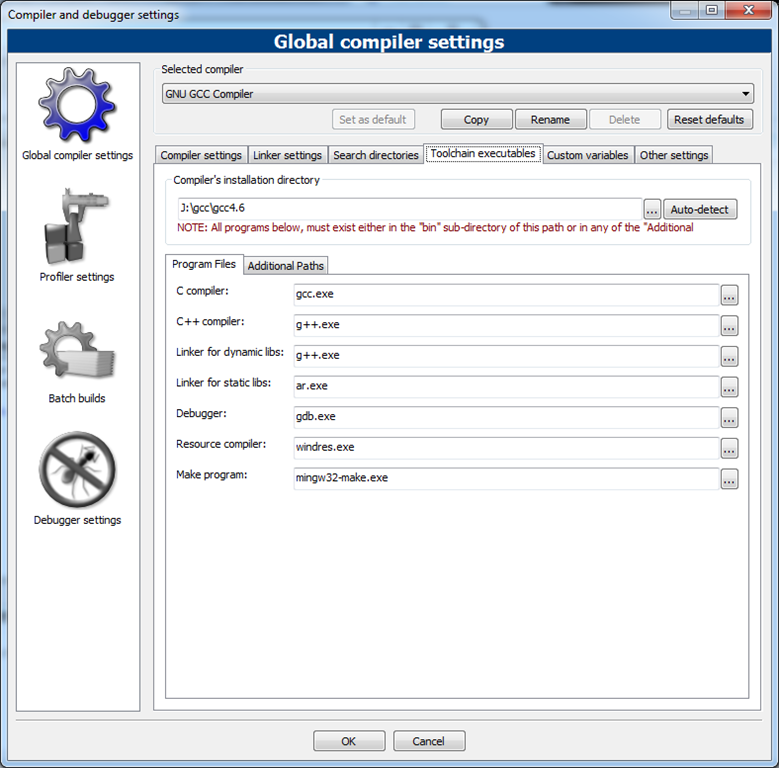 Compiler and debugger settings
Global compiler settings
Global compiler settings
Profiler settings
Batch builds
Debugger settings
Selected compiler
GNU GCC Compiler
Set as default Copy Rename Delete Reset defaults
Compiler settings Linker settings Search directories Toolchain executables Custom variables Other settings
Compiler's installation directory
J:\gcc\gcc4.6 ... Auto-detect
NOTE: All programs below, must exist either in the "bin" sub-directory of this path or in any of the "Additional
Program Files Additional Paths
C compiler: gcc.exe ...
C++ compiler: g++.exe ...
Linker for dynamic libs: g++.exe ...
Linker for static libs: ar.exe ...
Debugger: gdb.exe ...
Resource compiler: windres.exe ...
Make program: mingw32-make.exe ...
OK Cancel